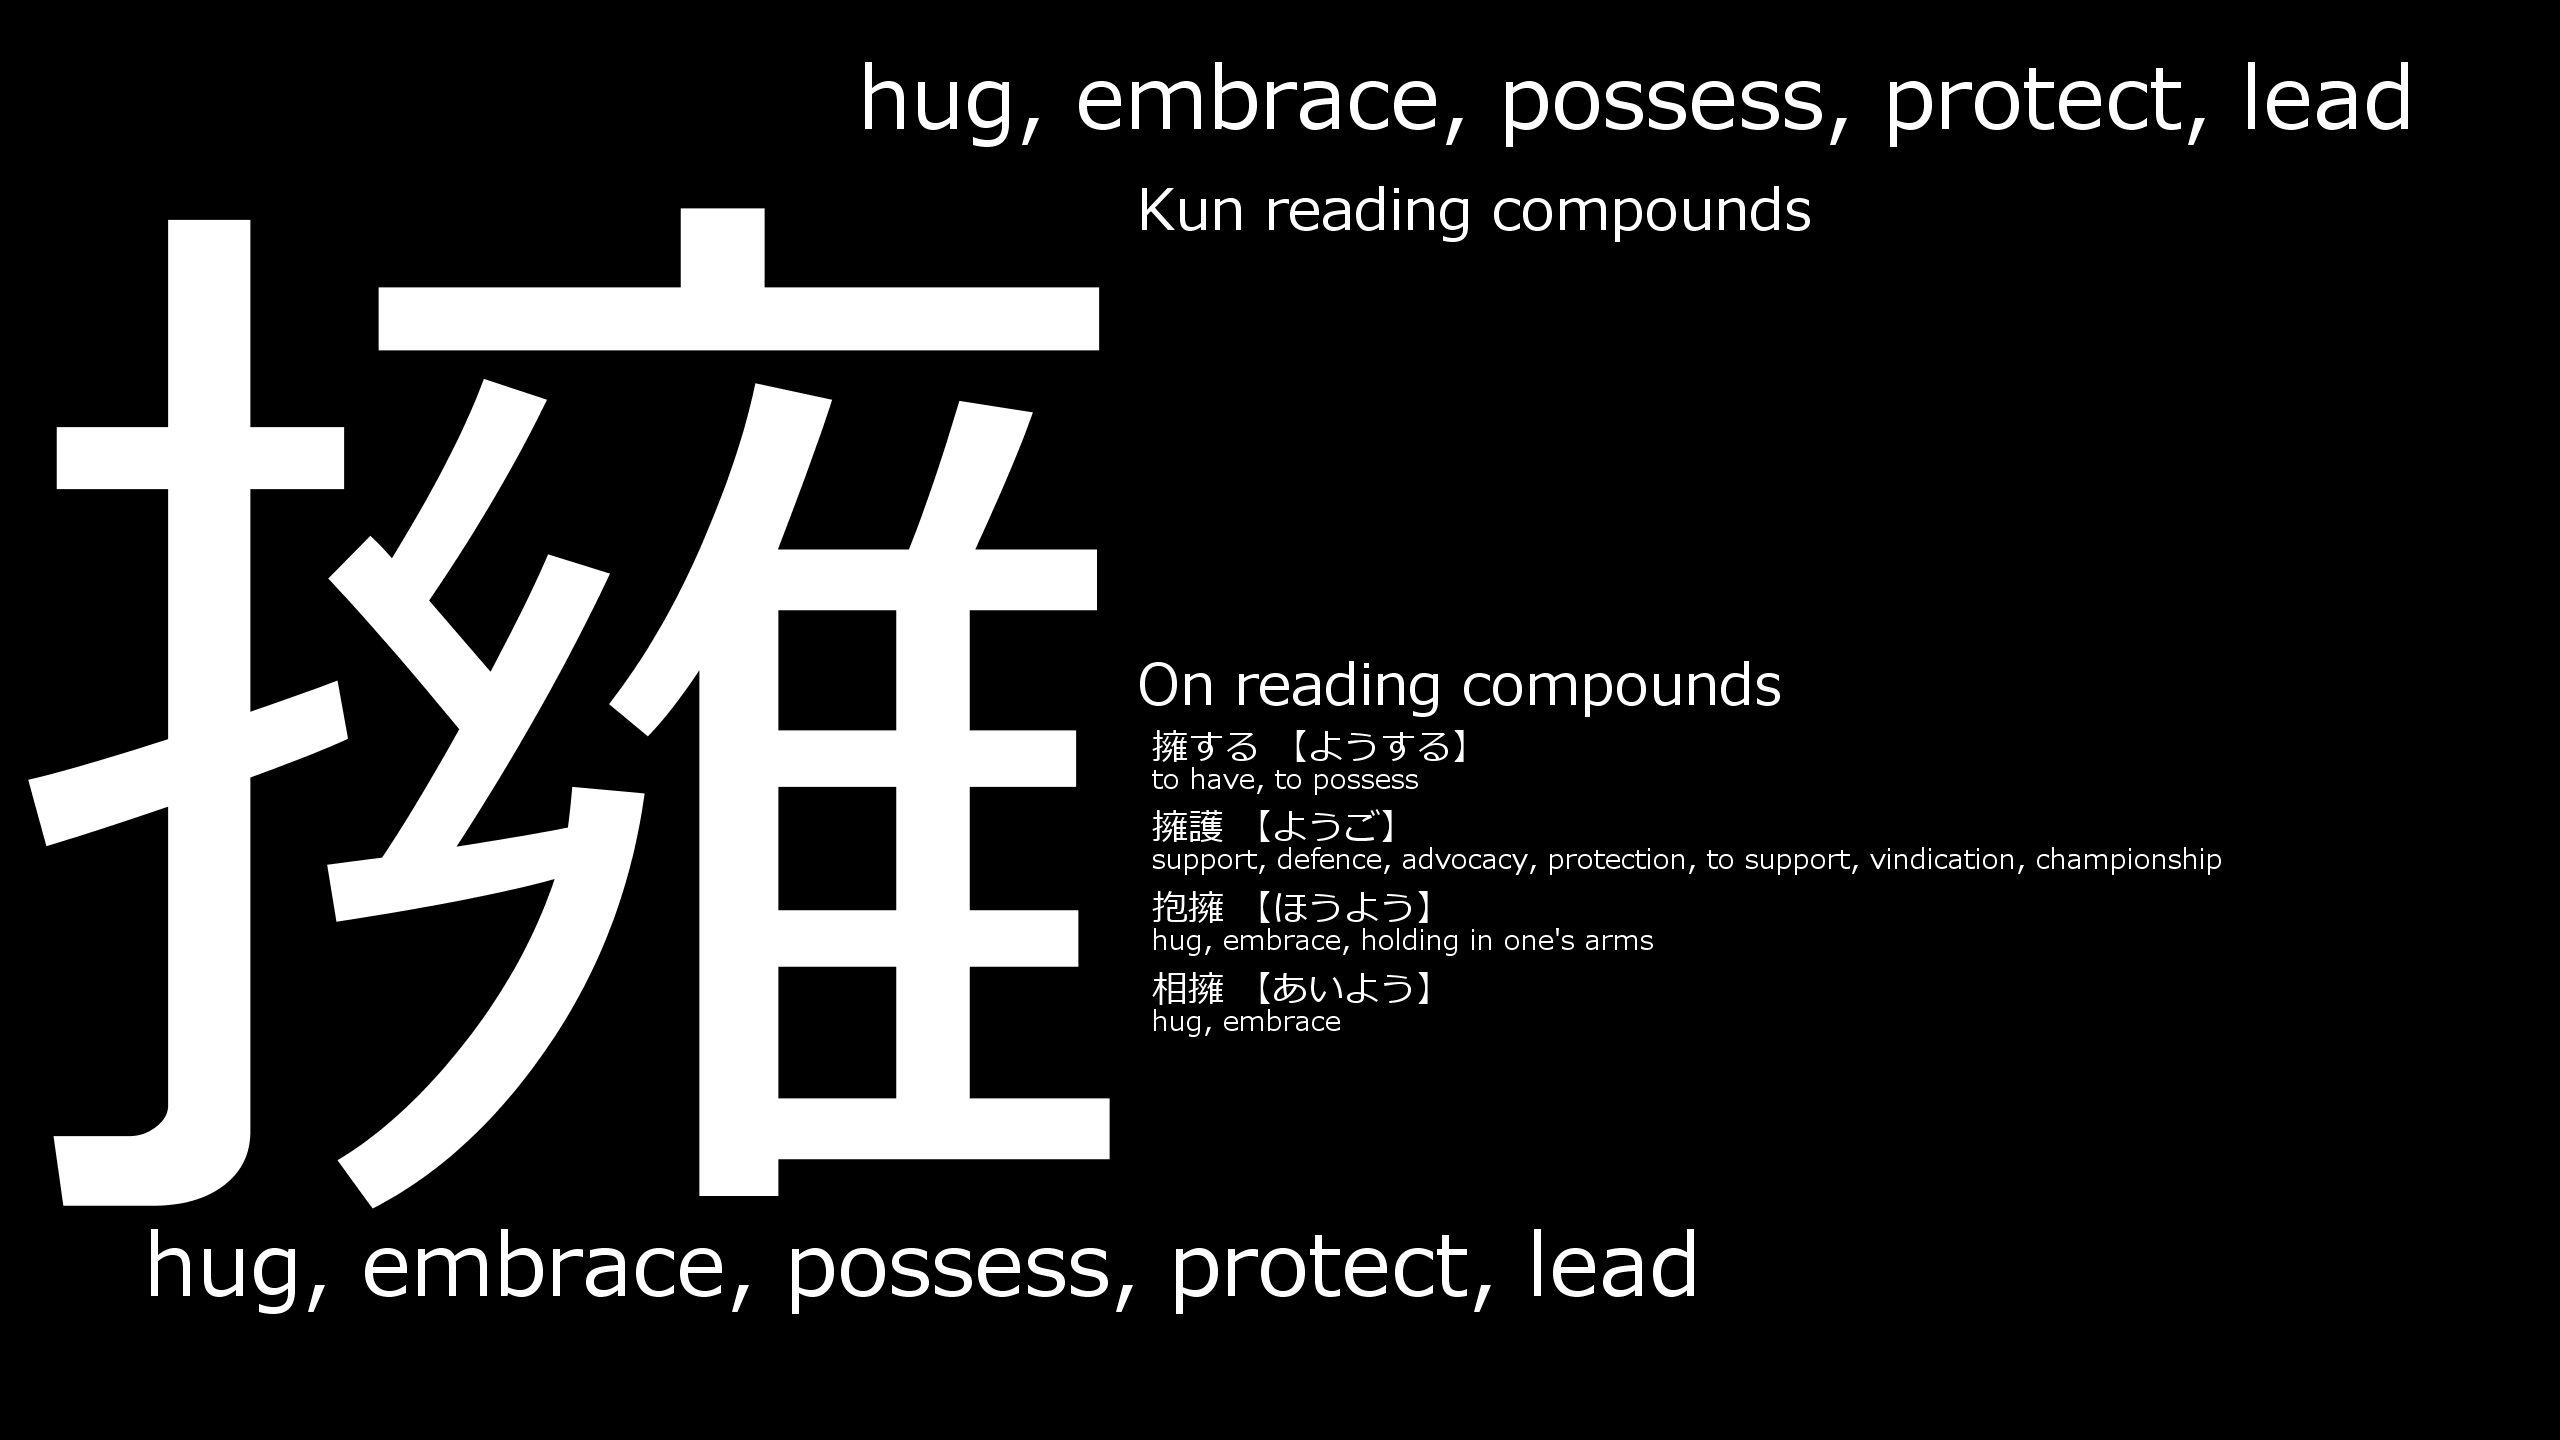 hug, embrace, possess, protect, lead
擁
Kun reading compounds
On reading compounds
擁する 【ようする】
to have, to possess
擁護 【ようご】
support, defence, advocacy, protection, to support, vindication, championship
抱擁 【ほうよう】
hug, embrace, holding in one's arms
相擁 【あいよう】
hug, embrace
hug, embrace, possess, protect, lead